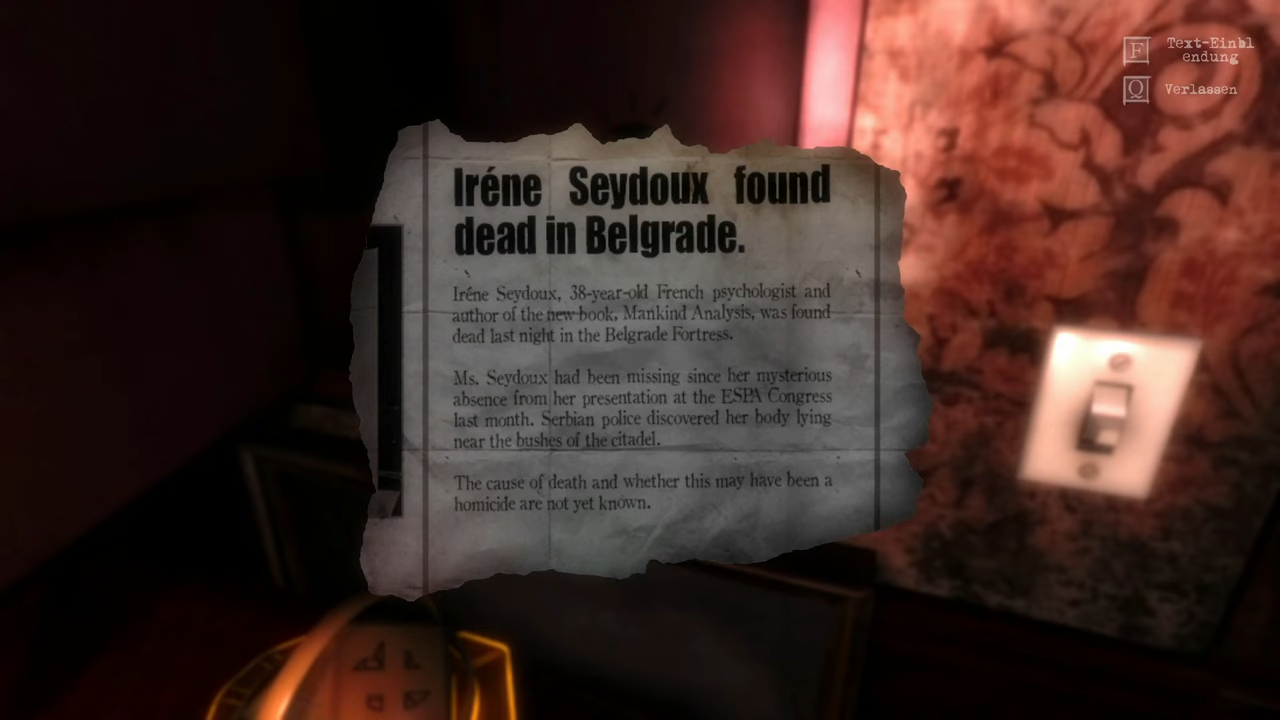 F Text-Einbl
endung
Q Verlassen
Iréne Seydoux found
dead in Belgrade.
Iréne Seydoux, 38-year-old French psychologist and
author of the new book, Mankind Analysis, was found
dead last night in the Belgrade Fortress.
Ms. Seydoux had been missing since her mysterious
absence from her presentation at the ESPA Congress
last month. Serbian police discovered her body lying
near the bushes of the citadel.
The cause of death and whether this may have been a
homicide are not yet known.